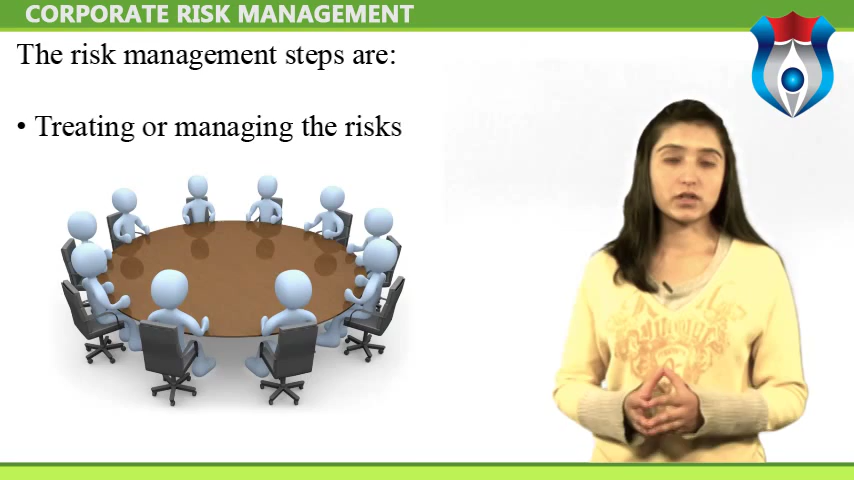 CORPORATE RISK MANAGEMENT
The risk management steps are:
• Treating or managing the risks